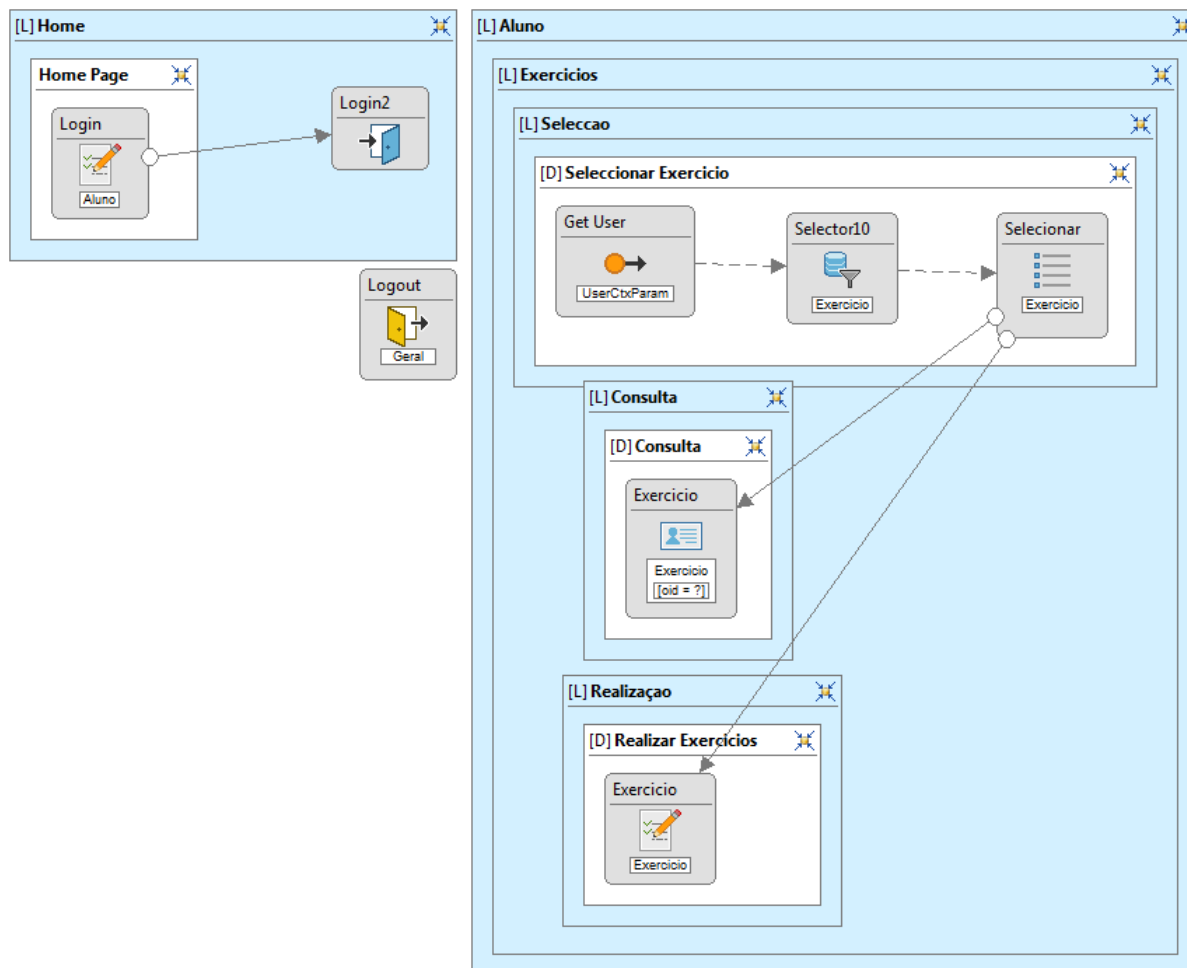 [L] Home
Home Page
Login
Aluno
Login2
Logout
Geral
[L] Aluno
[L] Exercicios
[L] Seleccao
[D] Seleccionar Exercicio
Get User
UserCtxParam
Selector10
Exercicio
Selecionar
Exercicio
[L] Consulta
[D] Consulta
Exercicio
Exercicio
[oid = ?]
[L] Realizaçao
[D] Realizar Exercicios
Exercicio
Exercicio